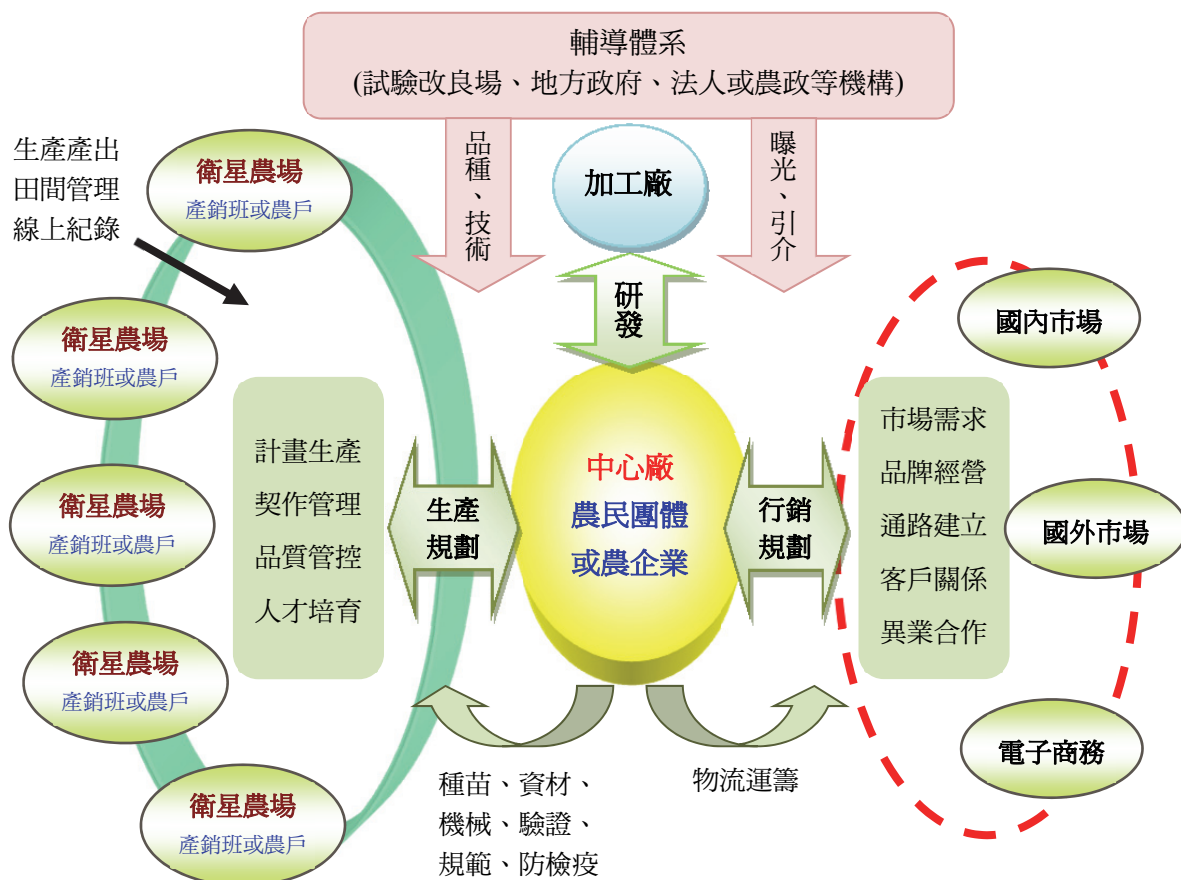 輔導體系
(試驗改良場、地方政府、法人或農政等機構)
品種、技術
曝光、引介
加工廠
研發
生產產出
田間管理
線上紀錄
衛星農場
產銷班或農戶
衛星農場
產銷班或農戶
衛星農場
產銷班或農戶
衛星農場
產銷班或農戶
衛星農場
產銷班或農戶
計畫生產
契作管理
品質管控
人才培育
生產
規劃
中心廠
農民團體
或農企業
行銷
規劃
市場需求
品牌經營
通路建立
客戶關係
異業合作
國內市場
國外市場
電子商務
種苗、資材、
機械、驗證、
規範、防檢疫
物流運籌